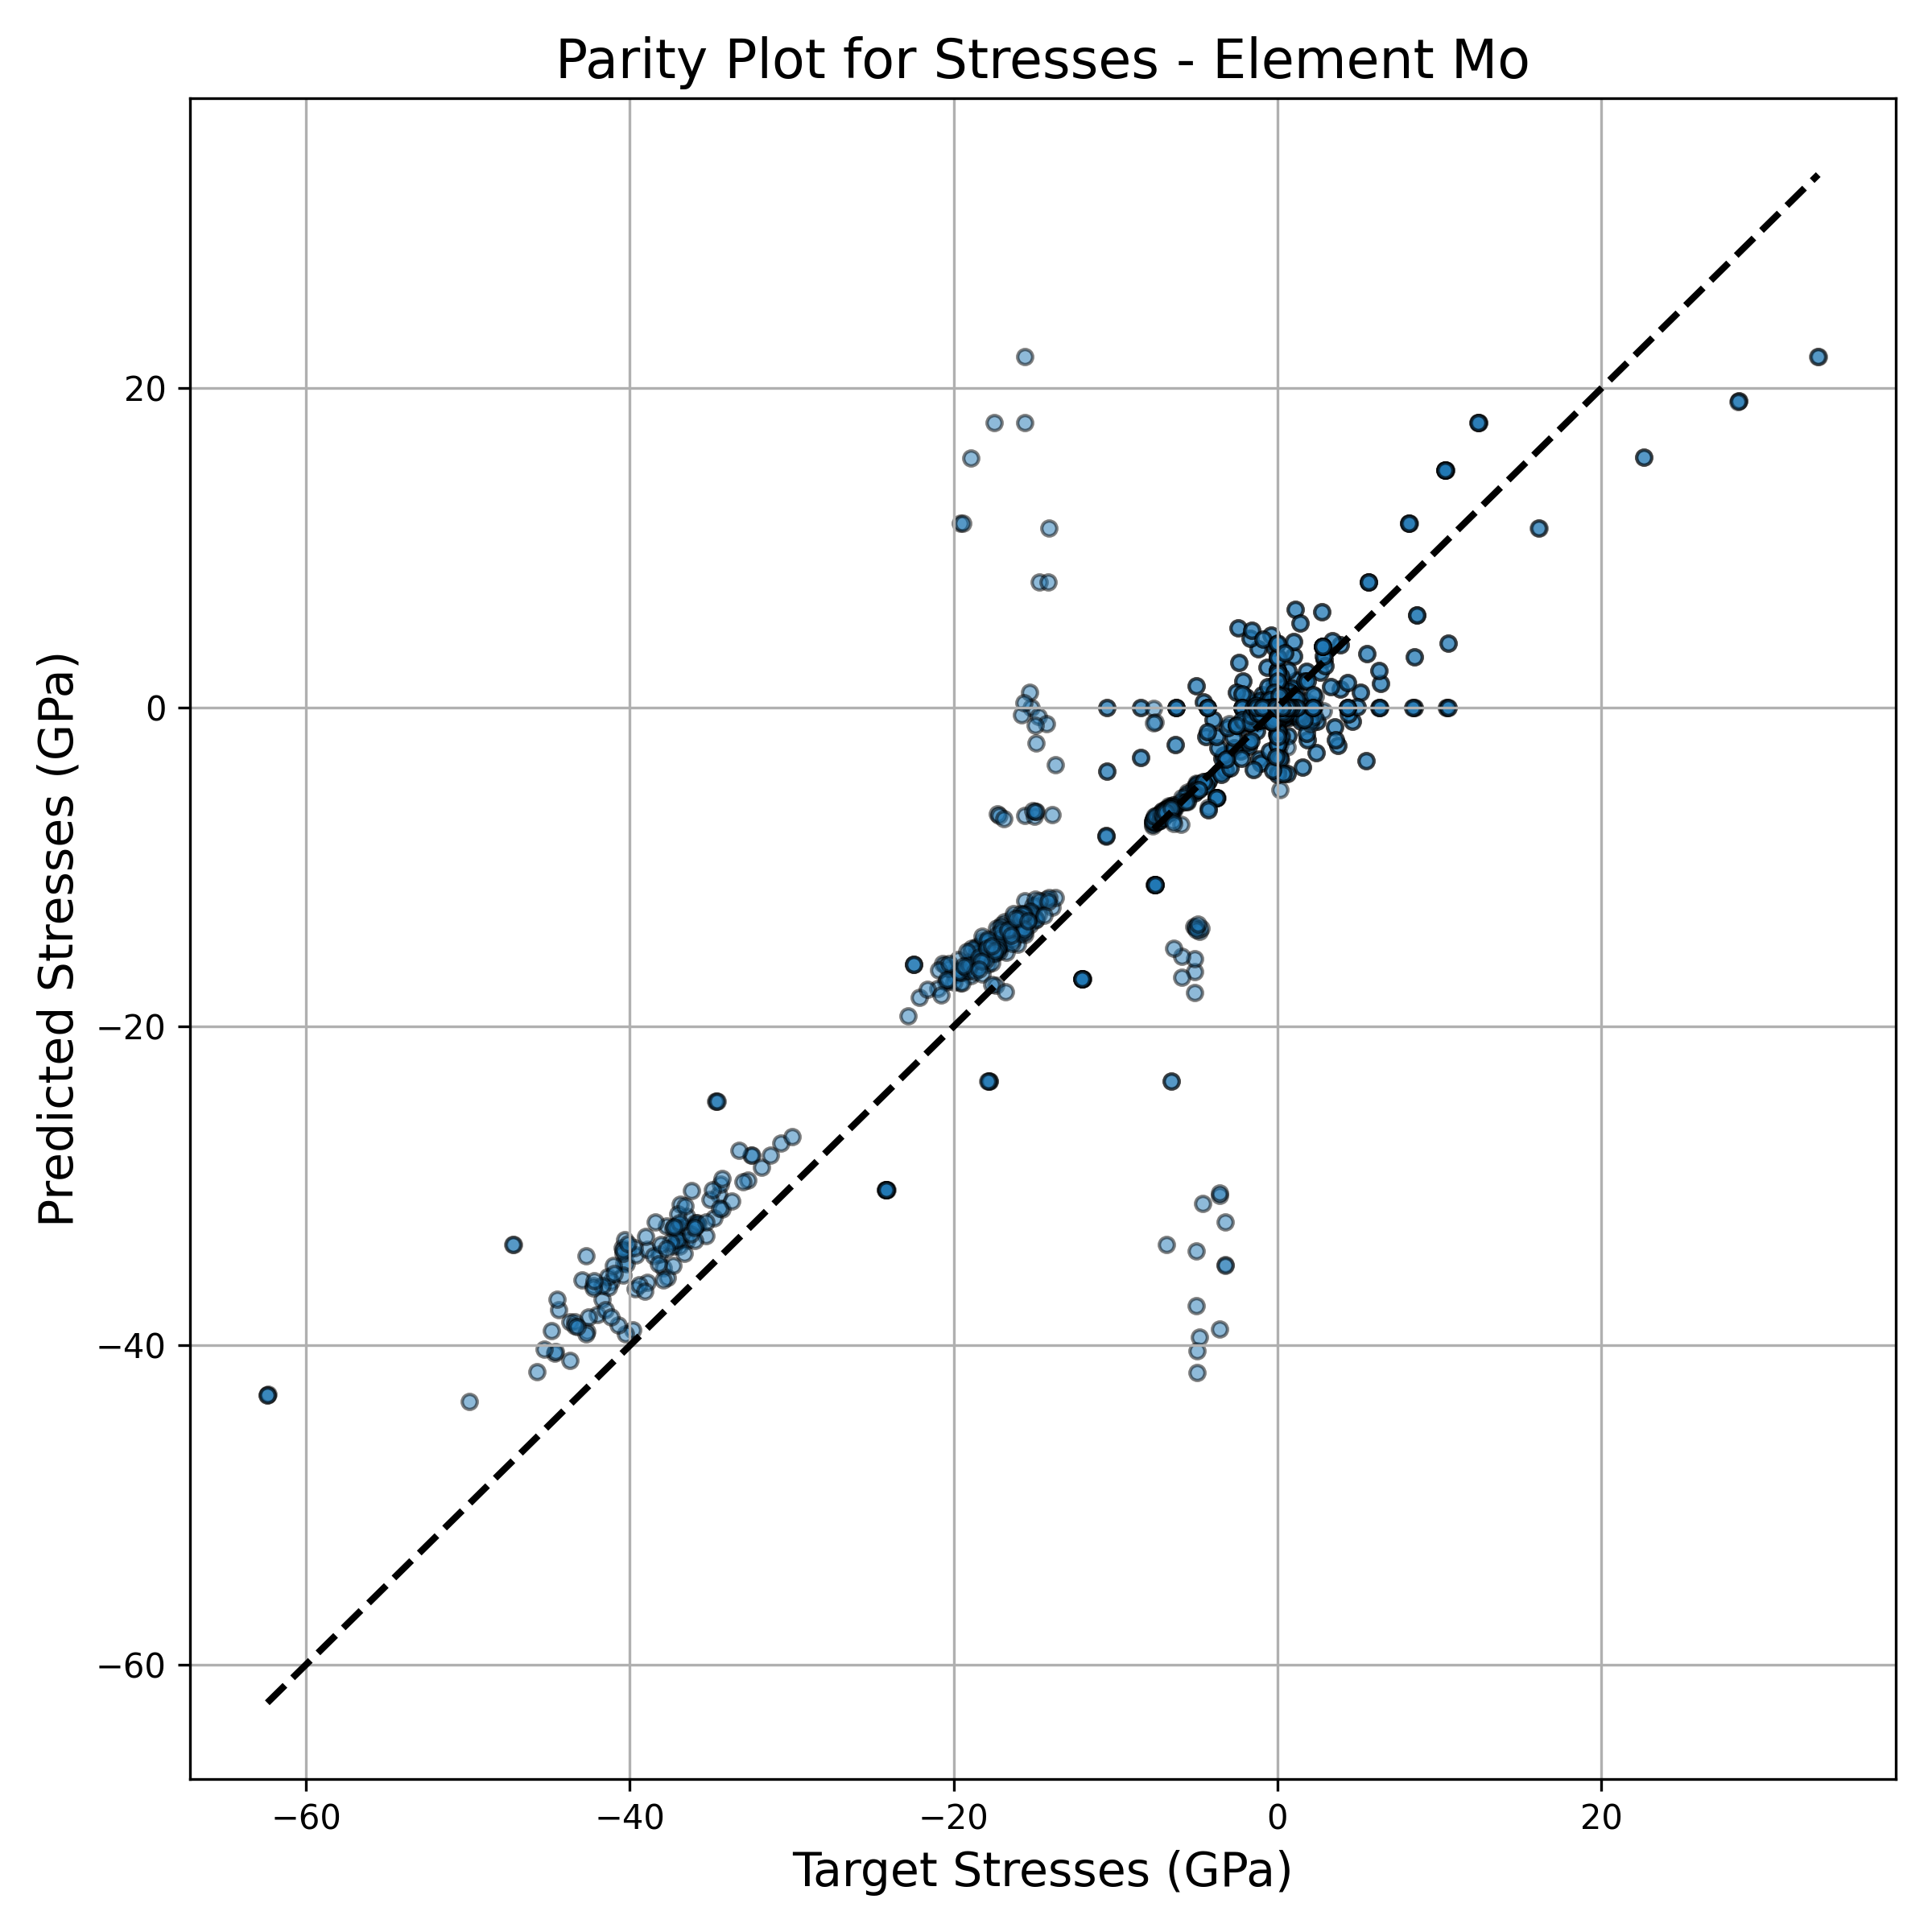 Parity Plot for Stresses - Element Mo
Predicted Stresses (GPa)
20
0
−20
−40
−60
−60 −40 −20 0 20
Target Stresses (GPa)